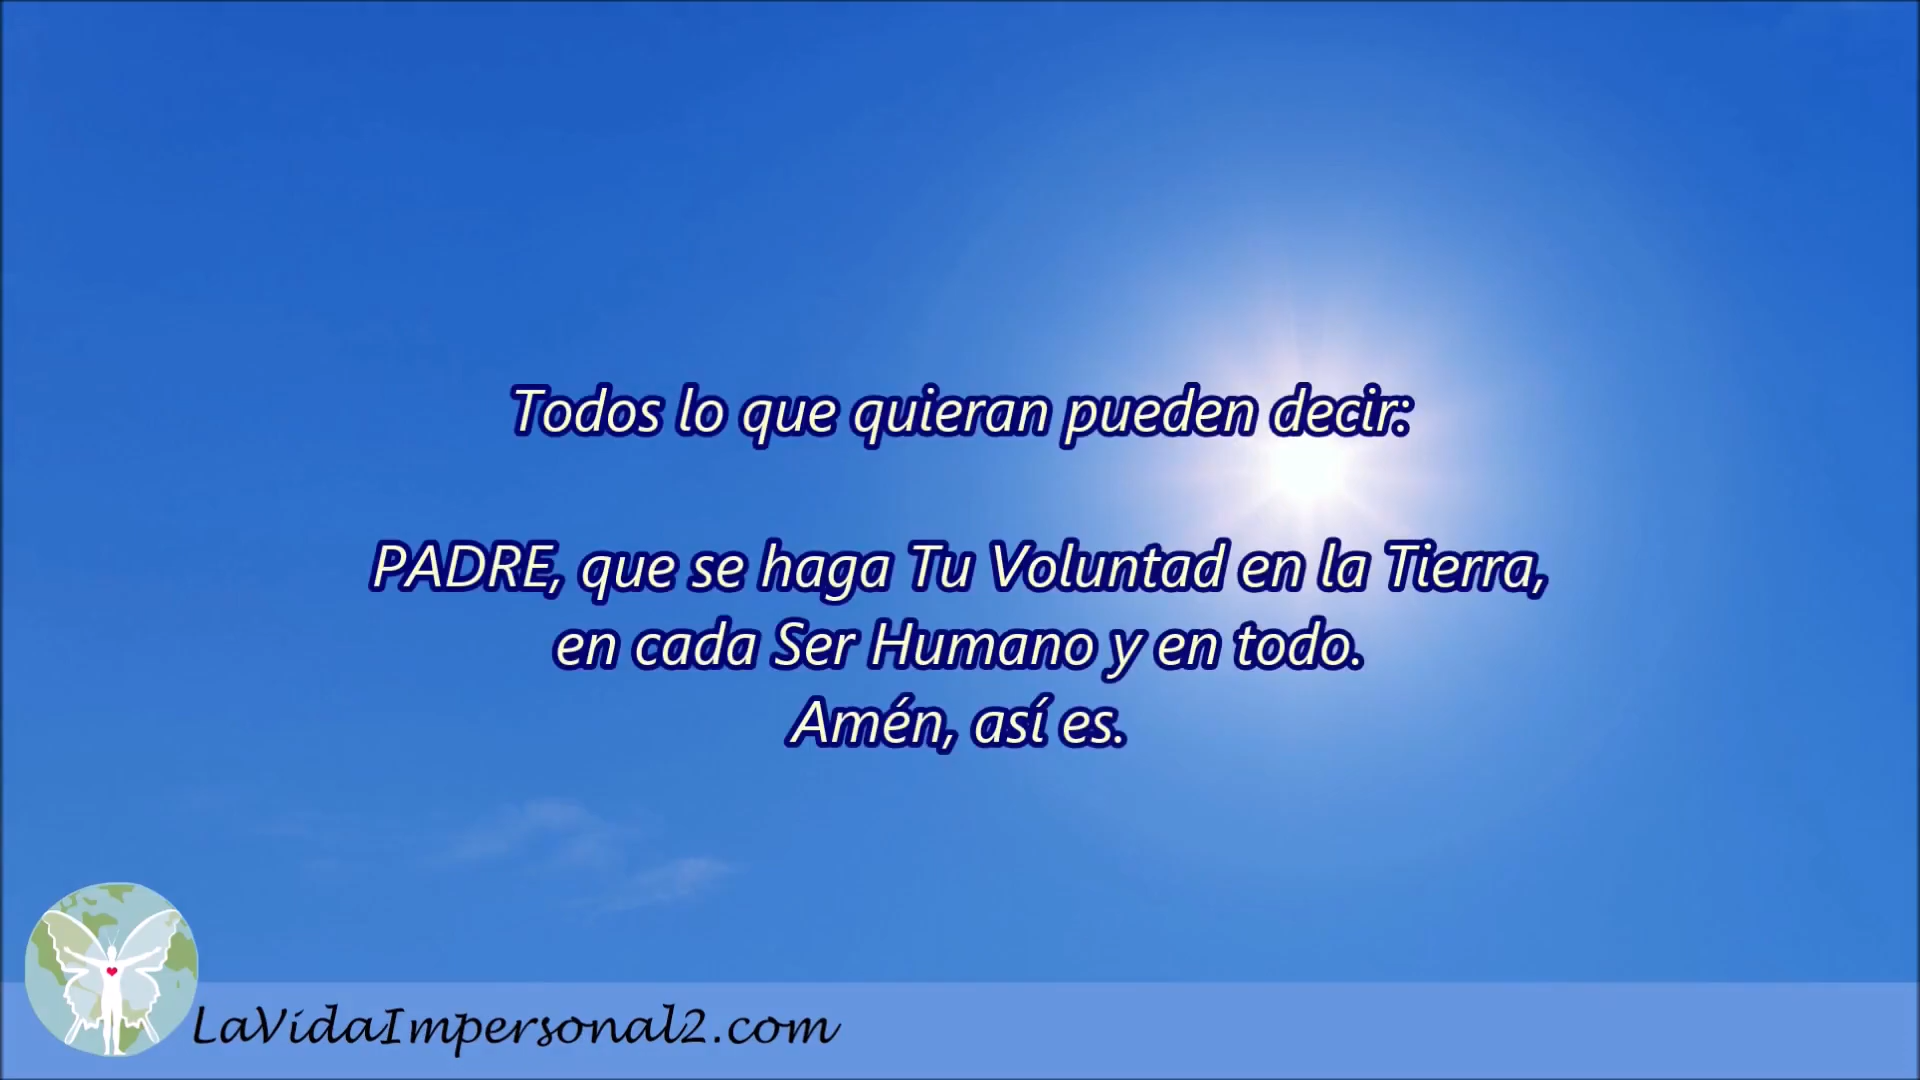 Todos lo que quieran pueden decir:
PADRE, que se haga Tu Voluntad en la Tierra,
en cada Ser Humano y en todo.
Amén, así es.
LaVidaImpersonal2.com